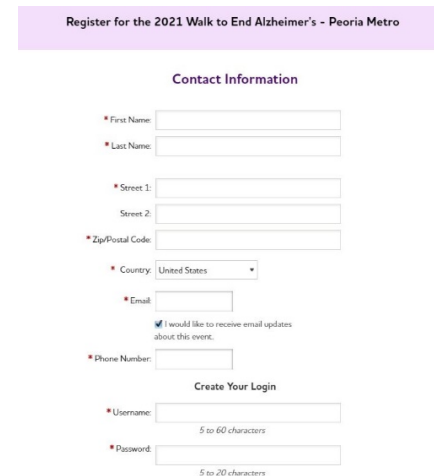 Register for the 2021 Walk to End Alzheimer's - Peoria Metro
Contact Information
* First Name:
* Last Name:
* Street 1:
Street 2:
* Zip/Postal Code:
* Country: United States
* Email:
I would like to receive email updates
about this event.
* Phone Number:
Create Your Login
* Username:
5 to 60 characters
* Password:
5 to 20 characters